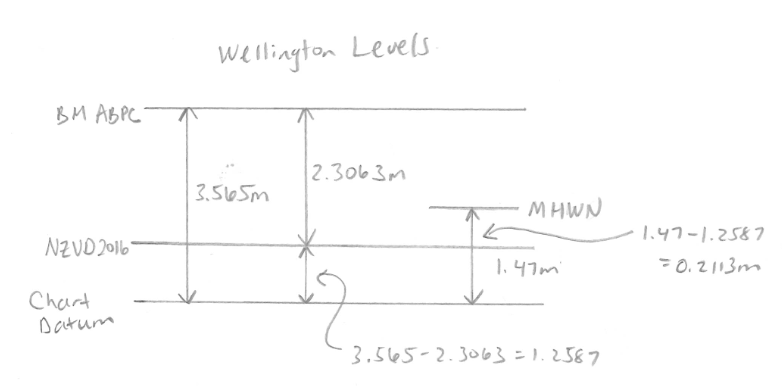 Wellington Levels.
BM ABPC
2.3063m
3.565m
MHWN
NZVD2016
1.47-1.2587
=0.2113m
1.47m
Chart
Datum
3.565-2.3063=1.2587